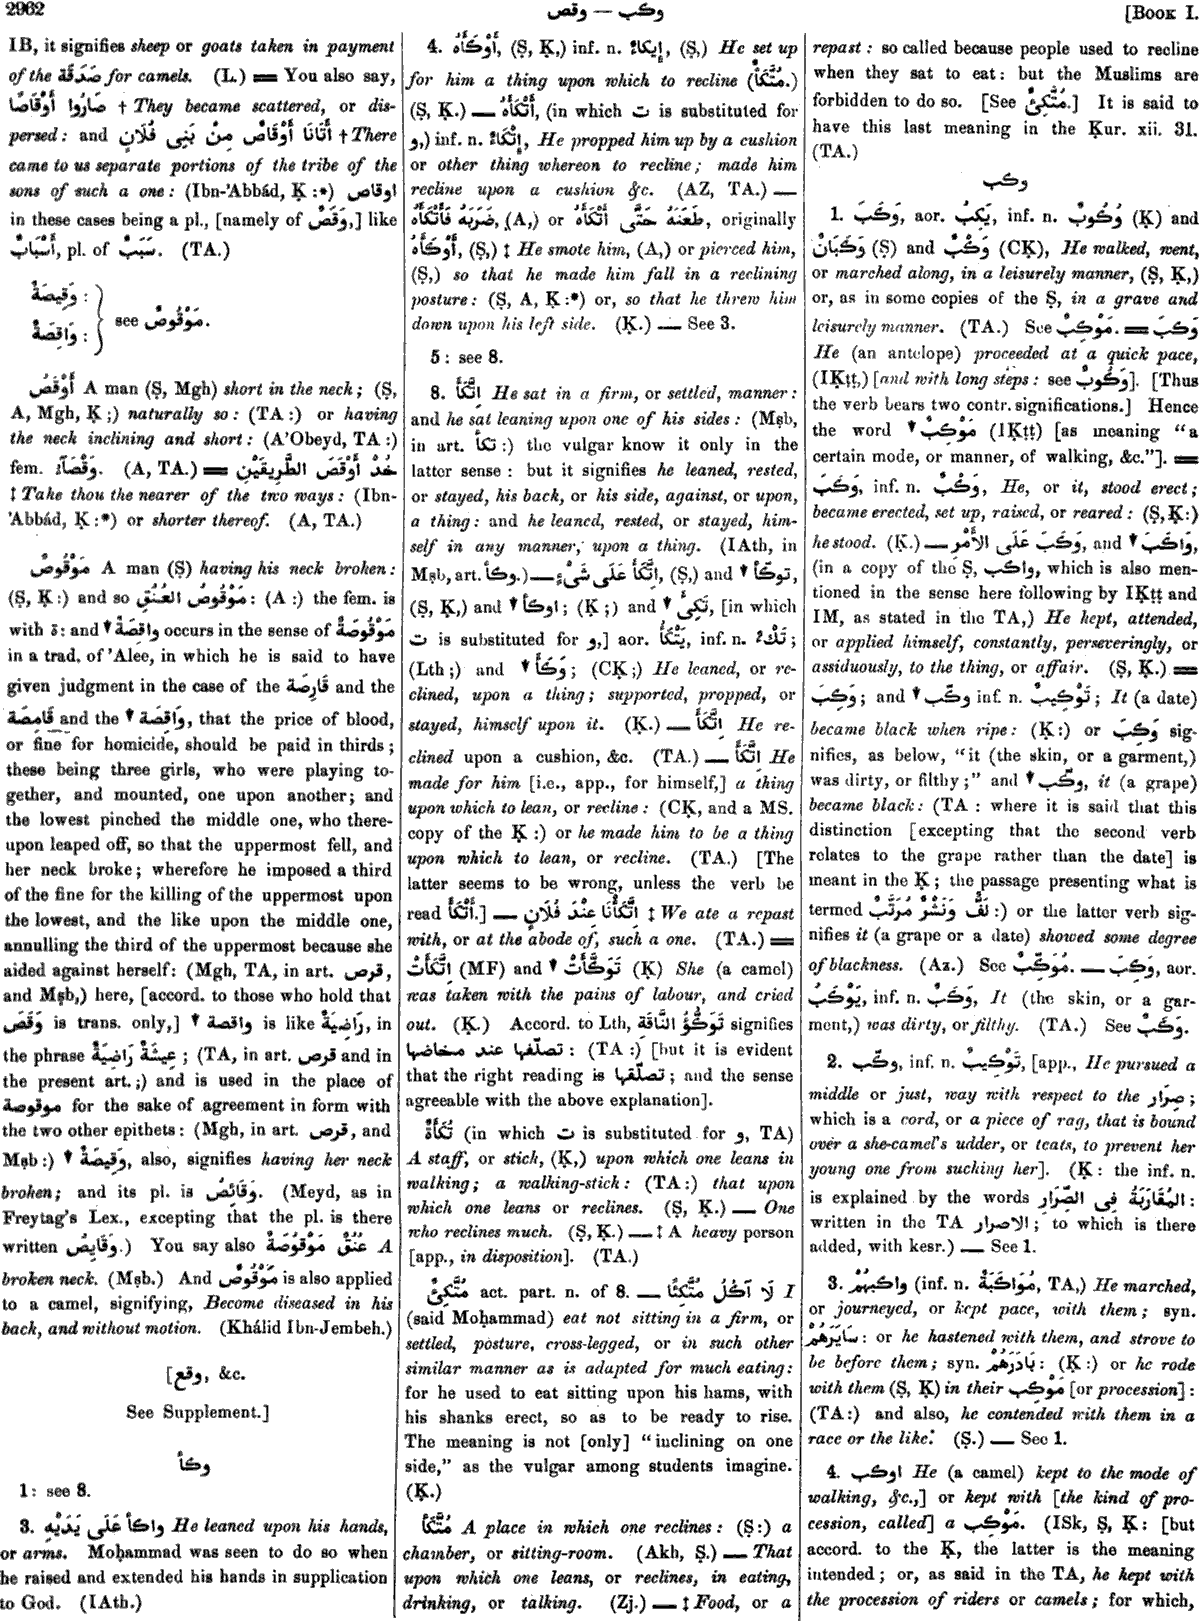 2962
وكب — وقص
[BOOK I.
IB, it signifies sheep or goats taken in payment
of the صَدَقَة for camels. (L.) ═ You also say,
صَارُوا أَوْقَاصًا † They became scattered, or dis-
persed: and أَتَانَا أَوْقَاصٌ مِنْ بَنِى فُلَانٍ † There
came to us separate portions of the tribe of the
sons of such a one: (Ibn-'Abbád, Ḳ:*) اوقاص
in these cases being a pl., [namely of وَقَصٌ,] like
أَسْبَابٌ, pl. of سَبَبٌ. (TA.)
وَقِيصَةٌ :
وَاقِصَةٌ :
see مَوْقُوصٌ.
أَوْقَصُ A man (Ṣ, Mgh) short in the neck; (Ṣ,
A, Mgh, Ḳ;) naturally so: (TA:) or having
the neck inclining and short: (A'Obeyd, TA:)
fem. وَقْصَآءُ. (A, TA.) ═ خُذْ أَوْقَصَ الطَّرِيقَيْنِ
‡ Take thou the nearer of the two ways: (Ibn-
'Abbád, Ḳ:*) or shorter thereof. (A, TA.)
مَوْقُوصٌ A man (Ṣ) having his neck broken:
(Ṣ, Ḳ:) and so مَوْقُوصُ العُنُقِ: (A:) the fem. is
with ة: and ▼ واقِصَةٌ occurs in the sense of مَوْقُوصَةٌ
in a trad. of 'Alee, in which he is said to have
given judgment in the case of the قَارِصَة and the
قَامِصَة and the ▼ وَاقِصَة, that the price of blood,
or fine for homicide, should be paid in thirds;
these being three girls, who were playing to-
gether, and mounted, one upon another; and
the lowest pinched the middle one, who there-
upon leaped off, so that the uppermost fell, and
her neck broke; wherefore he imposed a third
of the fine for the killing of the uppermost upon
the lowest, and the like upon the middle one,
annulling the third of the uppermost because she
aided against herself: (Mgh, TA, in art. قرص,
and Mṣb,) here, [accord. to those who hold that
وَقَصَ is trans. only,] ▼ واقصة is like رَاضِيَةٌ, in
the phrase عِيشَةٌ رَاضِيَةٌ; (TA, in art. قرص and in
the present art.;) and is used in the place of
موقوصة for the sake of agreement in form with
the two other epithets: (Mgh, in art. قرص, and
Mṣb:) ▼ وَقِيصَةٌ, also, signifies having her neck
broken; and its pl. is وَقَائِصُ. (Meyd, as in
Freytag's Lex., excepting that the pl. is there
written وَقَايِصُ.) You say also عُنُقٌ مَوْقُوصَةٌ A
broken neck. (Mṣb.) And مَوْقُوصٌ is also applied
to a camel, signifying, Become diseased in his
back, and without motion. (Khálid Ibn-Jembeh.)
[وقع, &c.
See Supplement.]
وكأ
1: see 8.
3. واكأ عَلَى يَدَيْهِ He leaned upon his hands,
or arms. Moḥammad was seen to do so when
he raised and extended his hands in supplication
to God. (IAth.)
4. أَوْكَأَهُ, (Ṣ, Ḳ,) inf. n. إِيكَاءٌ, (Ṣ,) He set up
for him a thing upon which to recline (مُتَّكَأً.)
(Ṣ, Ḳ.) — أَتْكَأَهُ, (in which ت is substituted for
و,) inf. n. إِتْكَاءٌ, He propped him up by a cushion
or other thing whereon to recline; made him
recline upon a cushion &c. (AZ, TA.) —
ضَرَبَهُ فَأَتْكَأَهُ, (A,) or طَعَنَهُ حَتَّى أَتْكَأَهُ, originally
أَوْكَأَهُ, (Ṣ,) ‡ He smote him, (A,) or pierced him,
(Ṣ,) so that he made him fall in a reclining
posture: (Ṣ, A, Ḳ:*) or, so that he threw him
down upon his left side. (Ḳ.) — See 3.
5: see 8.
8. اتَّكَأَ He sat in a firm, or settled, manner:
and he sat leaning upon one of his sides: (Mṣb,
in art. تكأ:) the vulgar know it only in the
latter sense: but it signifies he leaned, rested,
or stayed, his back, or his side, against, or upon,
a thing: and he leaned, rested, or stayed, him-
self in any manner, upon a thing. (IAth, in
Mṣb, art. وكأ.) — اتَّكَأَ عَلَى شَىْءٍ, (Ṣ,) and ▼ توكّأ,
(Ṣ, Ḳ,) and ▼ اوكأ; (Ḳ;) and ▼ تَكِئَ, [in which
ت is substituted for و,] aor. يَتْكَأُ, inf. n. تَكْءٌ;
(Lth;) and ▼ وَكَأَ; (CḲ;) He leaned, or re-
clined, upon a thing; supported, propped, or
stayed, himself upon it. (Ḳ.) — اتَّكَأَ He re-
clined upon a cushion, &c. (TA.) — اتَّكَأَ He
made for him [i.e., app., for himself,] a thing
upon which to lean, or recline: (CḲ, and a MS.
copy of the Ḳ:) or he made him to be a thing
upon which to lean, or recline. (TA.) [The
latter seems to be wrong, unless the verb be
read أَتْكَأَ.] — اتَّكَأْنَا عِنْدَ فُلَانٍ ‡ We ate a repast
with, or at the abode of, such a one. (TA.) ═
اتَّكَأَتْ (MF) and ▼ تَوَكَّأَتْ (Ḳ) She (a camel)
was taken with the pains of labour, and cried
out. (Ḳ.) Accord. to Lth, تَوَكُّؤُ النَّاقَة signifies
تصلّفها عند مخاضها: (TA:) [but it is evident
that the right reading is تصلّقها; and the sense
agreeable with the above explanation].
تُكَأَةٌ (in which ت is substituted for و, TA)
A staff, or stick, (Ḳ,) upon which one leans in
walking; a walking-stick: (TA:) that upon
which one leans or reclines. (Ṣ, Ḳ.) — One
who reclines much. (Ṣ, Ḳ.) — ‡ A heavy person
[app., in disposition]. (TA.)
مُتَّكِئٌ act. part. n. of 8. — لَا آكُلُ مُتَّكِئًا I
(said Moḥammad) eat not sitting in a firm, or
settled, posture, cross-legged, or in such other
similar manner as is adapted for much eating:
for he used to eat sitting upon his hams, with
his shanks erect, so as to be ready to rise.
The meaning is not [only] "inclining on one
side," as the vulgar among students imagine.
(Ḳ.)
مُتَّكَأٌ A place in which one reclines: (Ṣ:) a
chamber, or sitting-room. (Akh, Ṣ.) — That
upon which one leans, or reclines, in eating,
drinking, or talking. (Zj.) — ‡ Food, or a
repast: so called because people used to recline
when they sat to eat: but the Muslims are
forbidden to do so. [See مُتَّكِئٌ.] It is said to
have this last meaning in the Ḳur. xii. 31.
(TA.)
وكب
1. وَكَبَ, aor. يَكِبُ, inf. n. وُكُوبٌ (Ḳ) and
وَكَبَانٌ (Ṣ) and وَكْبٌ (CḲ), He walked, went,
or marched along, in a leisurely manner, (Ṣ, Ḳ,)
or, as in some copies of the Ṣ, in a grave and
leisurely manner. (TA.) See مَوْكِبٌ. ═ وَكَبَ
He (an antelope) proceeded at a quick pace,
(IḲṭṭ,) [and with long steps: see وَكُوبٌ]. [Thus
the verb bears two contr. significations.] Hence
the word ▼ مَوْكِبٌ (IḲṭṭ) [as meaning "a
certain mode, or manner, of walking, &c."]. ═
وَكَبَ, inf. n. وَكْبٌ, He, or it, stood erect;
became erected, set up, raised, or reared: (Ṣ, Ḳ:)
he stood. (Ḳ.) — وَكَبَ عَلَى الأَمْرِ, and ▼ وَاكَبَ,
(in a copy of the Ṣ, واكب, which is also men-
tioned in the sense here following by IḲṭṭ and
IM, as stated in the TA,) He kept, attended,
or applied himself, constantly, perseveringly, or
assiduously, to the thing, or affair. (Ṣ, Ḳ.) ═
وَكِبَ; and ▼ وكّب inf. n. تَوْكِيبٌ; It (a date)
became black when ripe: (Ḳ:) or وَكِبَ sig-
nifies, as below, "it (the skin, or a garment,)
was dirty, or filthy;" and ▼ وكّب, it (a grape)
became black: (TA: where it is said that this
distinction [excepting that the second verb
relates to the grape rather than the date] is
meant in the Ḳ; the passage presenting what is
termed لَفٌّ وَنَشْرٌ مُرَتَّبٌ:) or the latter verb sig-
nifies it (a grape or a date) showed some degree
of blackness. (Az.) See مُوَكِّبٌ. — وَكِبَ, aor.
يَوْكَبُ, inf. n. وَكَبٌ, It (the skin, or a gar-
ment,) was dirty, or filthy. (TA.) See وَكَبٌ.
2. وكّب, inf. n. تَوْكِيبٌ, [app., He pursued a
middle or just, way with respect to the صِرَار;
which is a cord, or a piece of rag, that is bound
over a she-camel's udder, or teats, to prevent her
young one from sucking her]. (Ḳ: the inf. n.
is explained by the words المُقَارَبَةُ فِى الصِّرَارِ:
written in the TA الاصرار; to which is there
added, with kesr.) — See 1.
3. واكبهُمْ (inf. n. مُوَاكَبَةٌ, TA,) He marched,
or journeyed, or kept pace, with them; syn.
سَايَرَهُمْ: or he hastened with them, and strove to
be before them; syn. بَادَرَهُمْ: (Ḳ:) or he rode
with them (Ṣ, Ḳ) in their مَوْكِب [or procession]:
(TA:) and also, he contended with them in a
race or the like. (Ṣ.) — See 1.
4. اوكب He (a camel) kept to the mode of
walking, &c.,] or kept with [the kind of pro-
cession, called] a مَوْكِب. (ISk, Ṣ, Ḳ: [but
accord. to the Ḳ, the latter is the meaning
intended; or, as said in the TA, he kept with
the procession of riders or camels; for which,